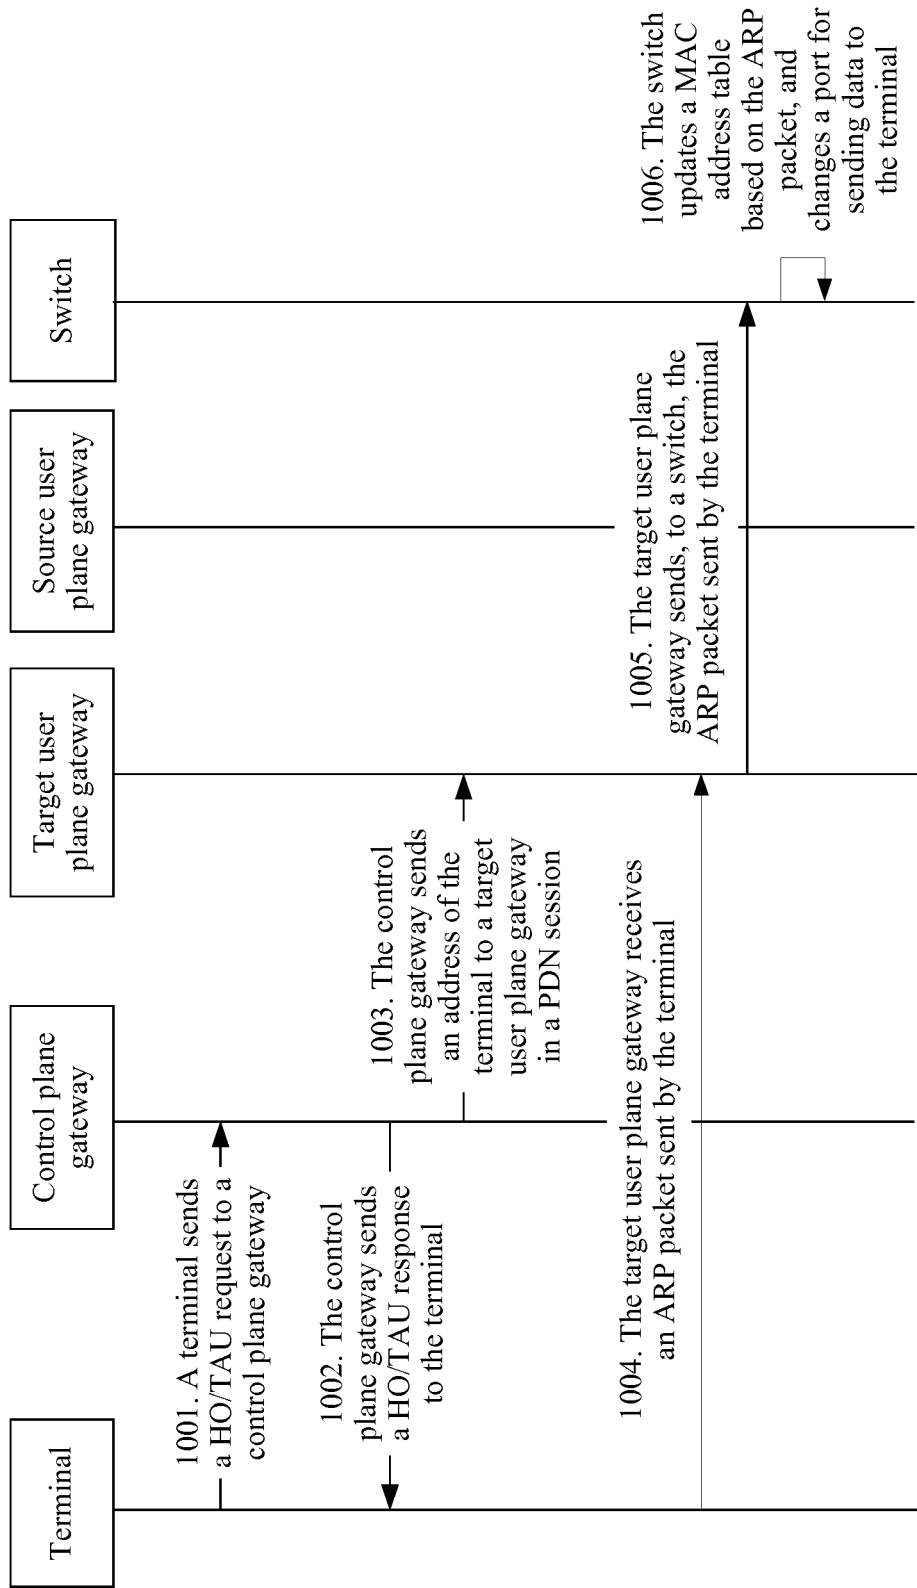 Terminal
Control plane
gateway
Target user
plane gateway
Source user
plane gateway
Switch
1001. A terminal sends
a HO/TAU request to a
control plane gateway
1002. The control
plane gateway sends
a HO/TAU response
to the terminal
1003. The control
plane gateway sends
an address of the
terminal to a target
user plane gateway
in a PDN session
1004. The target user plane gateway receives
an ARP packet sent by the terminal
1005. The target user plane
gateway sends, to a switch, the
ARP packet sent by the terminal
1006. The switch
updates a MAC
address table
based on the ARP
packet, and
changes a port for
sending data to
the terminal